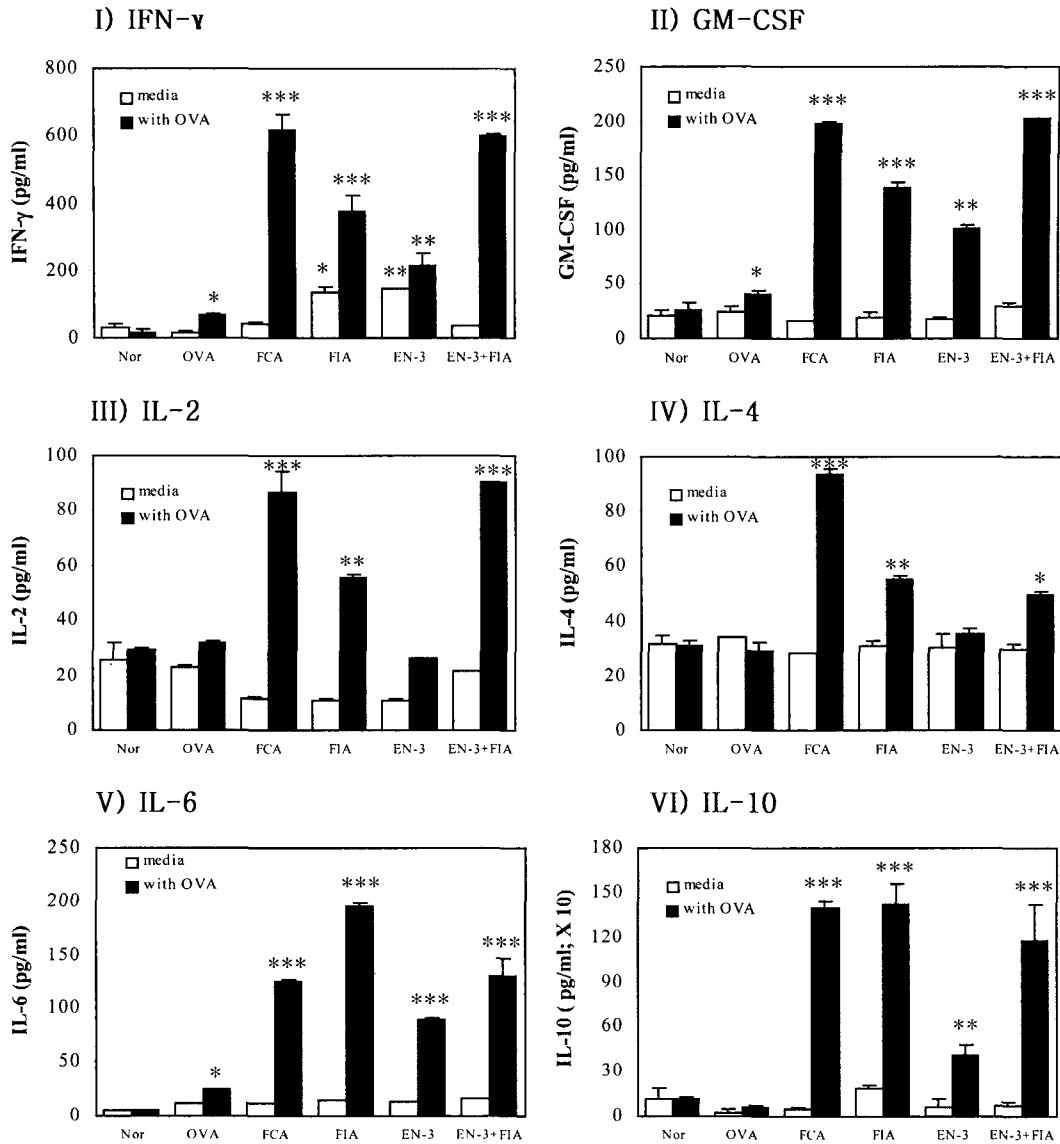 I) IFN-γ
IFN-γ (pg/ml)
800
600
400
200
0
media
with OVA
*
***
*
***
**
**
***
Nor OVA FCA FIA EN-3 EN-3+FIA
II) GM-CSF
GM-CSF (pg/ml)
250
200
150
100
50
0
media
with OVA
*
***
***
**
***
Nor OVA FCA FIA EN-3 EN-3+FIA
III) IL-2
IL-2 (pg/ml)
100
80
60
40
20
0
media
with OVA
***
**
***
Nor OVA FCA FIA EN-3 EN-3+FIA
IV) IL-4
IL-4 (pg/ml)
100
80
60
40
20
0
media
with OVA
***
**
*
Nor OVA FCA FIA EN-3 EN-3+FIA
V) IL-6
IL-6 (pg/ml)
250
200
150
100
50
0
media
with OVA
*
***
***
***
***
Nor OVA FCA FIA EN-3 EN-3+FIA
VI) IL-10
IL-10 ( pg/ml; X 10)
180
150
120
90
60
30
0
media
with OVA
***
***
**
***
Nor OVA FCA FIA EN-3 EN-3+FIA